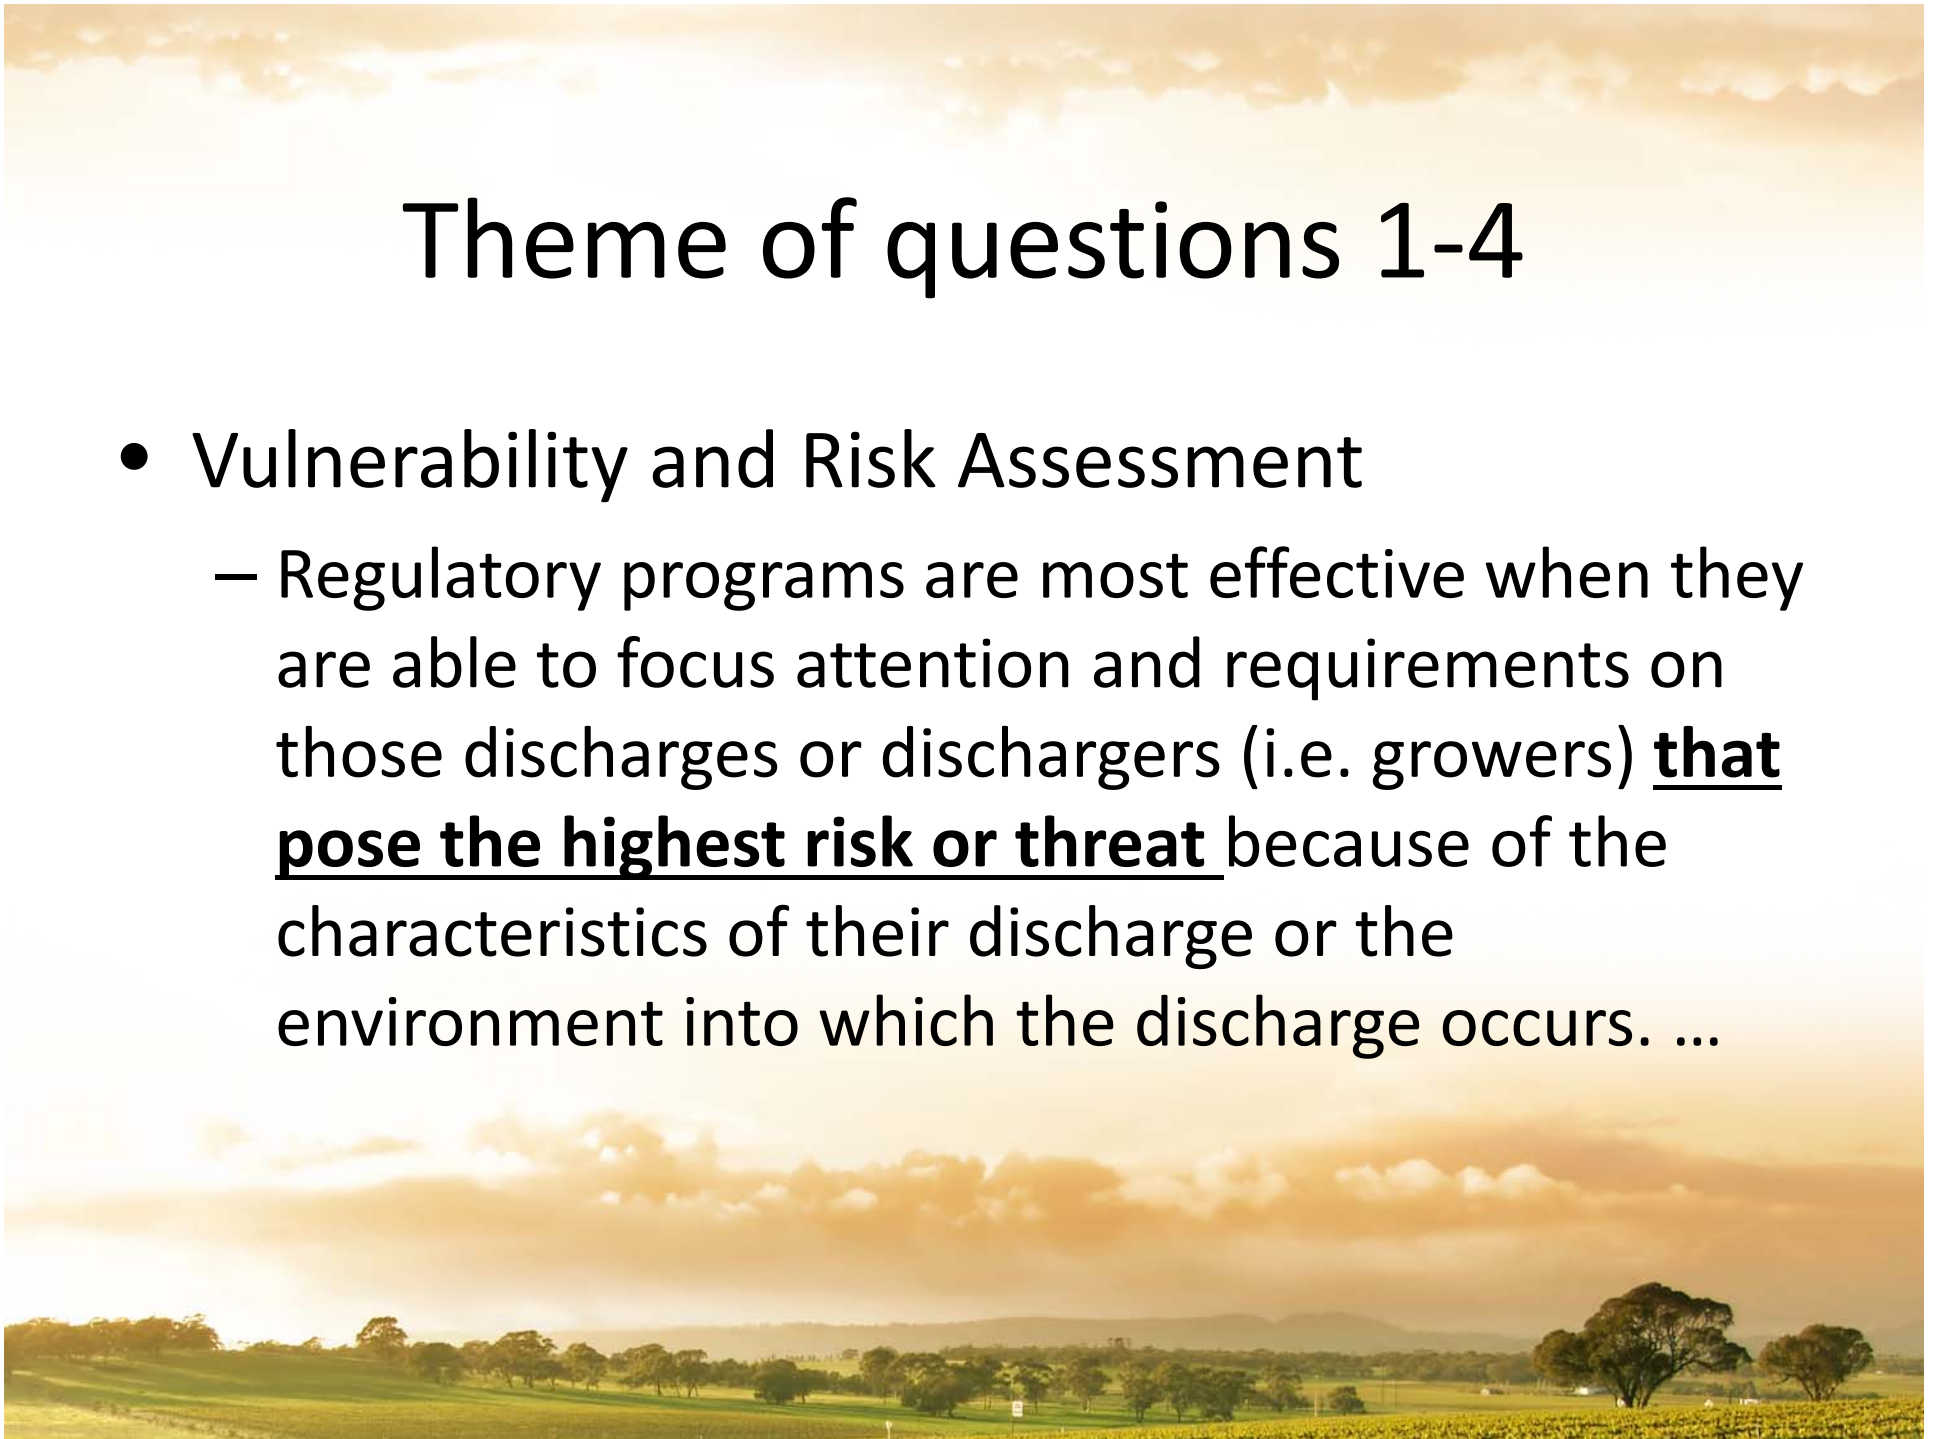 Theme of questions 1-4
• Vulnerability and Risk Assessment
– Regulatory programs are most effective when they
are able to focus attention and requirements on
those discharges or dischargers (i.e. growers) that
pose the highest risk or threat because of the
characteristics of their discharge or the
environment into which the discharge occurs. …